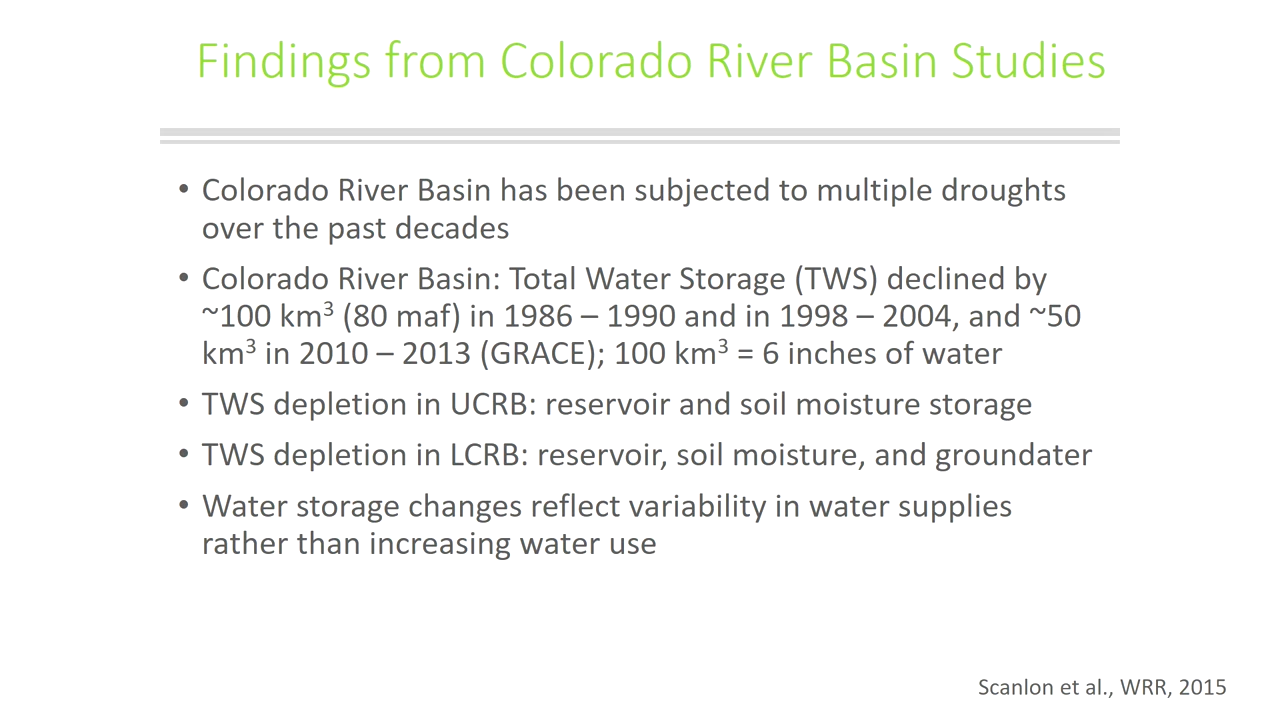 Findings from Colorado River Basin Studies
• Colorado River Basin has been subjected to multiple droughts
over the past decades
• Colorado River Basin: Total Water Storage (TWS) declined by
~100 km³ (80 maf) in 1986 – 1990 and in 1998 – 2004, and ~50
km³ in 2010 – 2013 (GRACE); 100 km³ = 6 inches of water
• TWS depletion in UCRB: reservoir and soil moisture storage
• TWS depletion in LCRB: reservoir, soil moisture, and groundater
• Water storage changes reflect variability in water supplies
rather than increasing water use
Scanlon et al., WRR, 2015